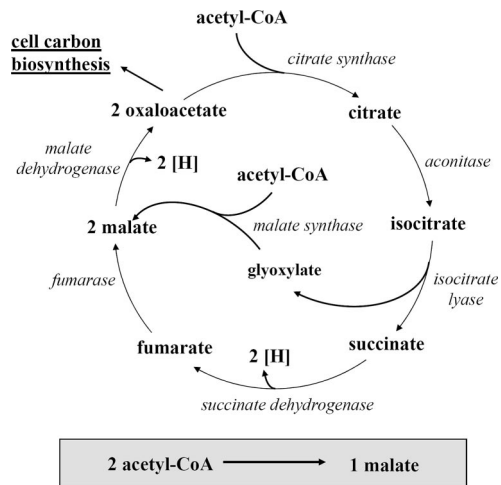 acetyl-CoA
cell carbon
biosynthesis
citrate synthase
2 oxaloacetate
citrate
malate
dehydrogenase
2 [H]
aconitase
acetyl-CoA
2 malate
malate synthase
isocitrate
glyoxylate
fumarase
isocitrate
lyase
fumarate
2 [H]
succinate
succinate dehydrogenase
2 acetyl-CoA
1 malate